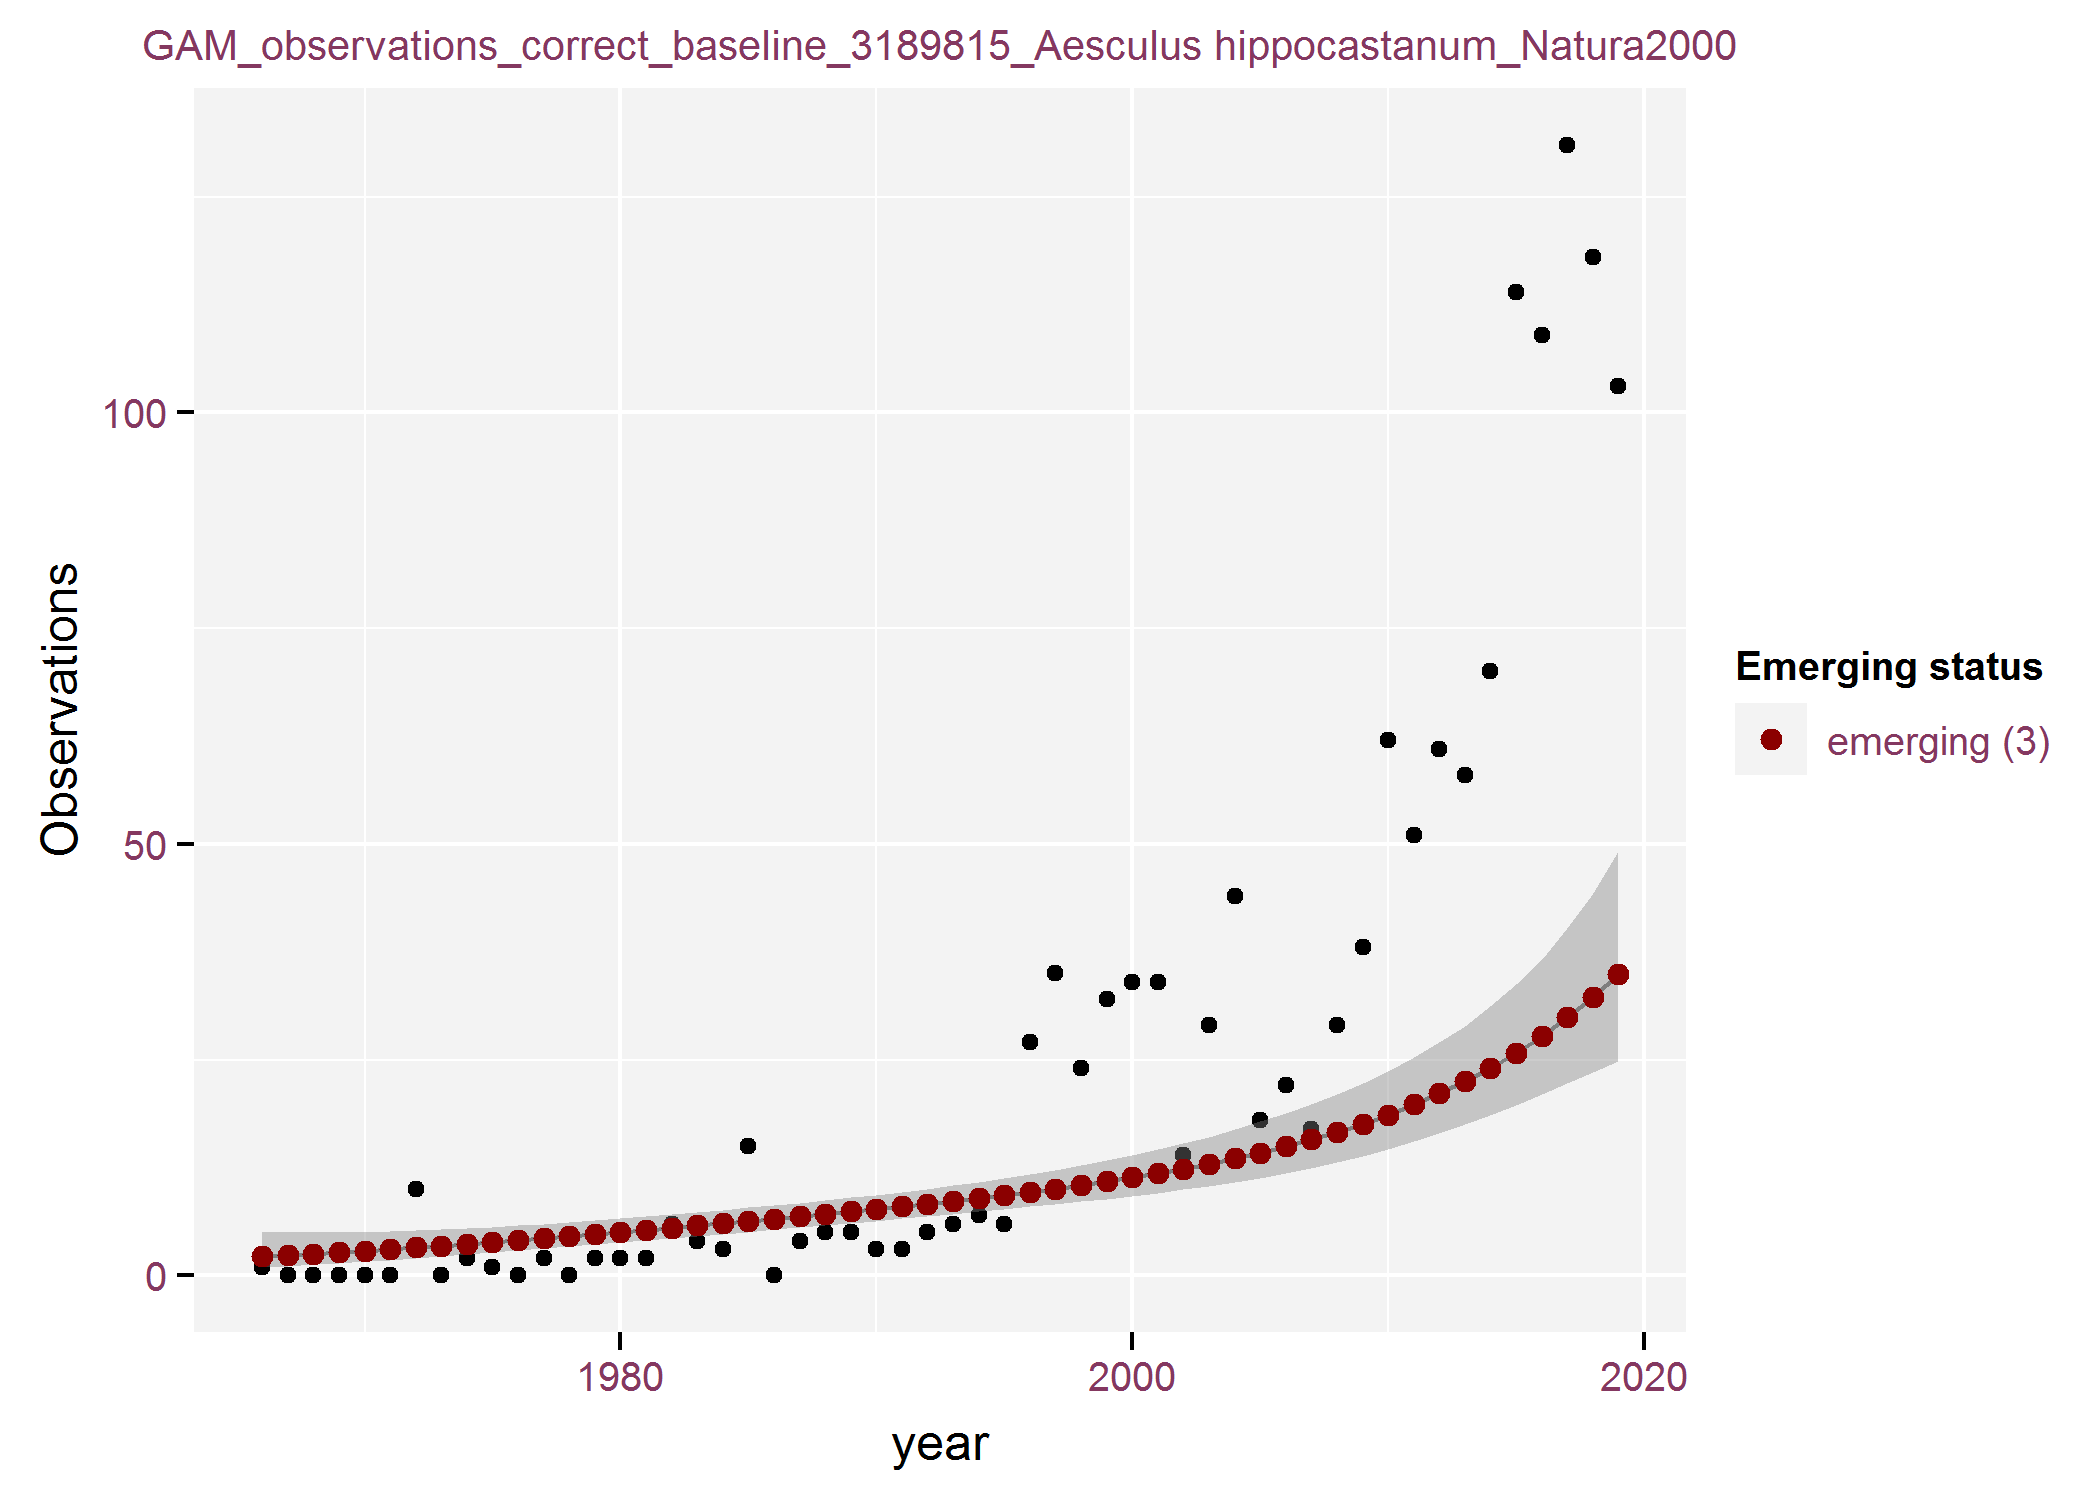 GAM_observations_correct_baseline_3189815_Aesculus hippocastanum_Natura2000
Observations
100
50
0
1980
2000
2020
year
Emerging status
emerging (3)